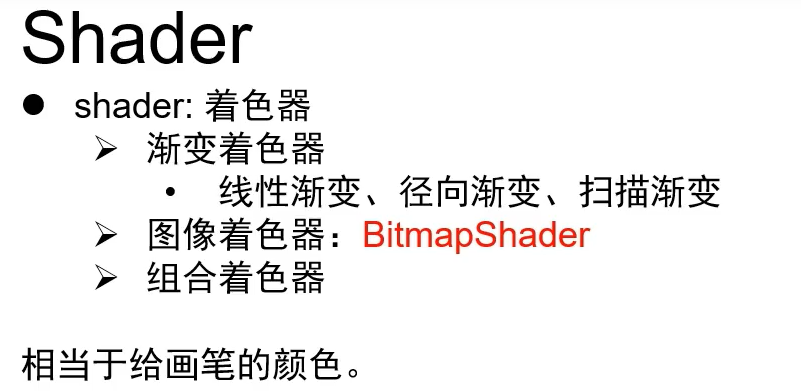 Shader
● shader: 着色器
➢ 渐变着色器
• 线性渐变、径向渐变、扫描渐变
➢ 图像着色器：BitmapShader
➢ 组合着色器
相当于给画笔的颜色。